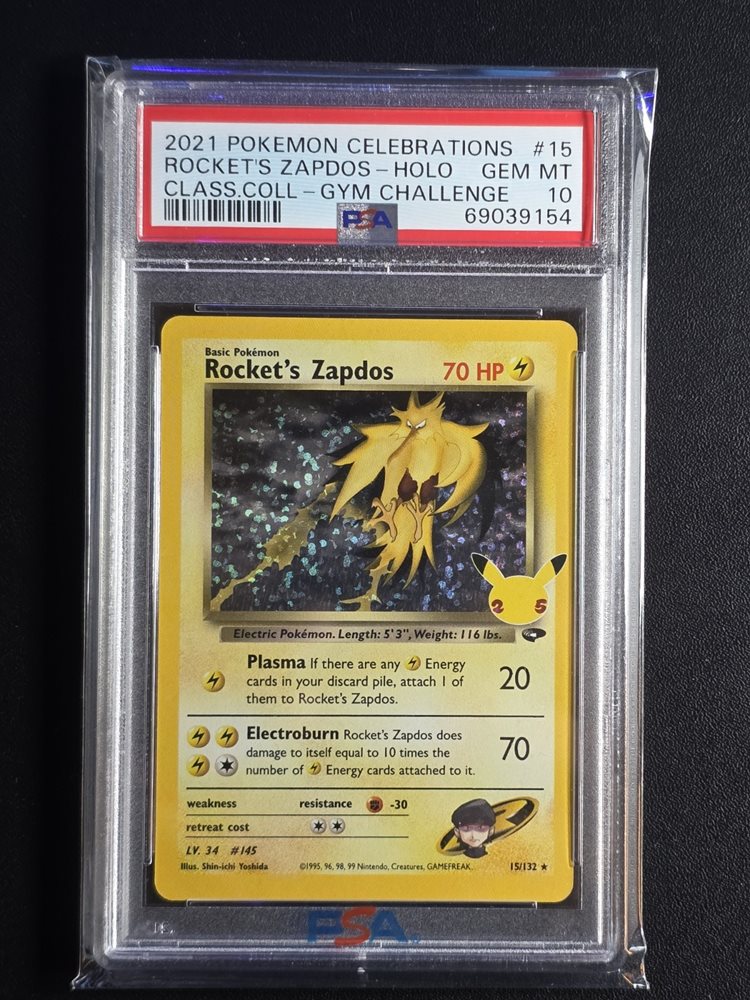 2021 POKEMON CELEBRATIONS #15
ROCKET'S ZAPDOS - HOLO GEM MT
CLASS.COLL - GYM CHALLENGE 10
PSA 69039154
Basic Pokémon
Rocket's Zapdos 70 HP
2 5
Electric Pokémon. Length: 5'3", Weight: 116 lbs.
Plasma If there are any Energy
cards in your discard pile, attach 1 of
them to Rocket's Zapdos.
20
Electroburn Rocket's Zapdos does
damage to itself equal to 10 times the
number of Energy cards attached to it.
70
weakness resistance -30
retreat cost
LV. 34 #145
Illus. Shin-ichi Yoshida ©1995, 96, 98, 99 Nintendo, Creatures, GAMEFREAK. 15/132 ★
PSA